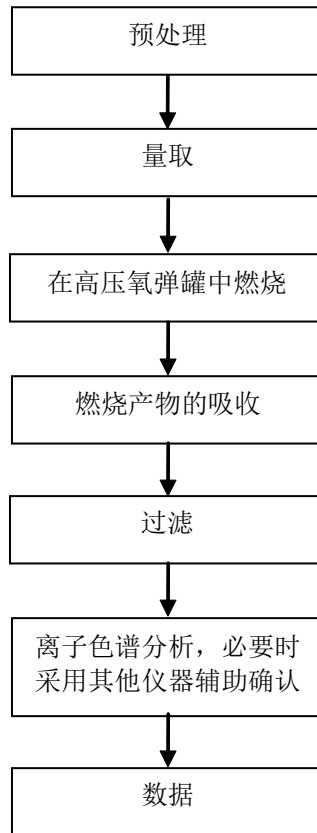 预处理
量取
在高压氧弹罐中燃烧
燃烧产物的吸收
过滤
离子色谱分析，必要时
采用其他仪器辅助确认
数据